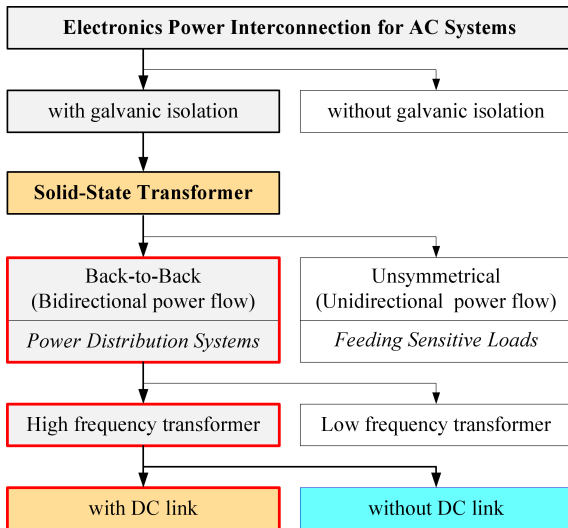 Electronics Power Interconnection for AC Systems
with galvanic isolation
without galvanic isolation
Solid-State Transformer
Back-to-Back
(Bidirectional power flow)
Power Distribution Systems
Unsymmetrical
(Unidirectional power flow)
Feeding Sensitive Loads
High frequency transformer
Low frequency transformer
with DC link
without DC link